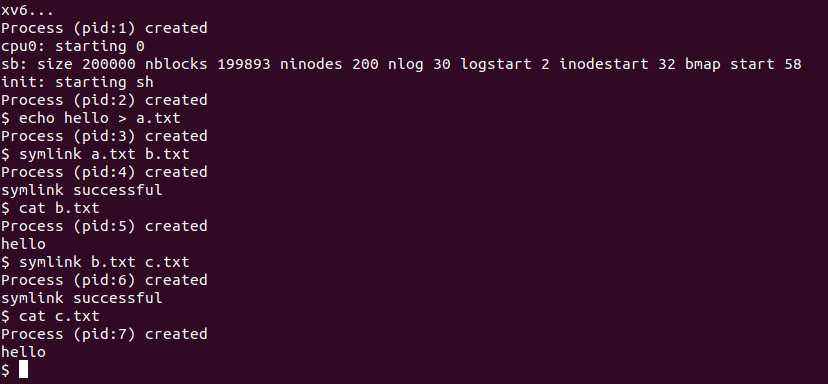 xv6...
Process (pid:1) created
cpu0: starting 0
sb: size 200000 nblocks 199893 ninodes 200 nlog 30 logstart 2 inodestart 32 bmap start 58
init: starting sh
Process (pid:2) created
$ echo hello > a.txt
Process (pid:3) created
$ symlink a.txt b.txt
Process (pid:4) created
symlink successful
$ cat b.txt
Process (pid:5) created
hello
$ symlink b.txt c.txt
Process (pid:6) created
symlink successful
$ cat c.txt
Process (pid:7) created
hello
$